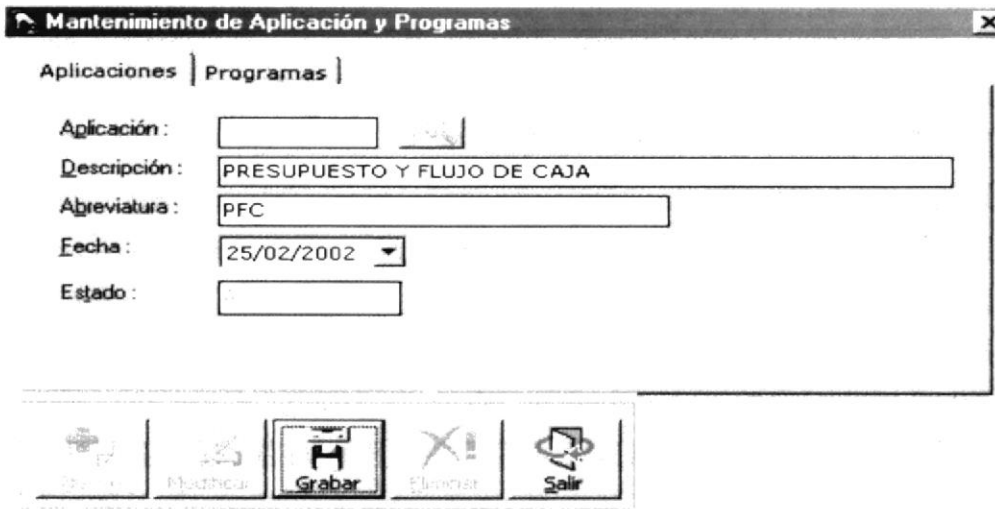 Mantenimiento de Aplicación y Programas
Aplicaciones Programas
Aplicación :
Descripción : PRESUPUESTO Y FLUJO DE CAJA
Abreviatura : PFC
Fecha : 25/02/2002
Estado :
Modificar Grabar Eliminar Salir